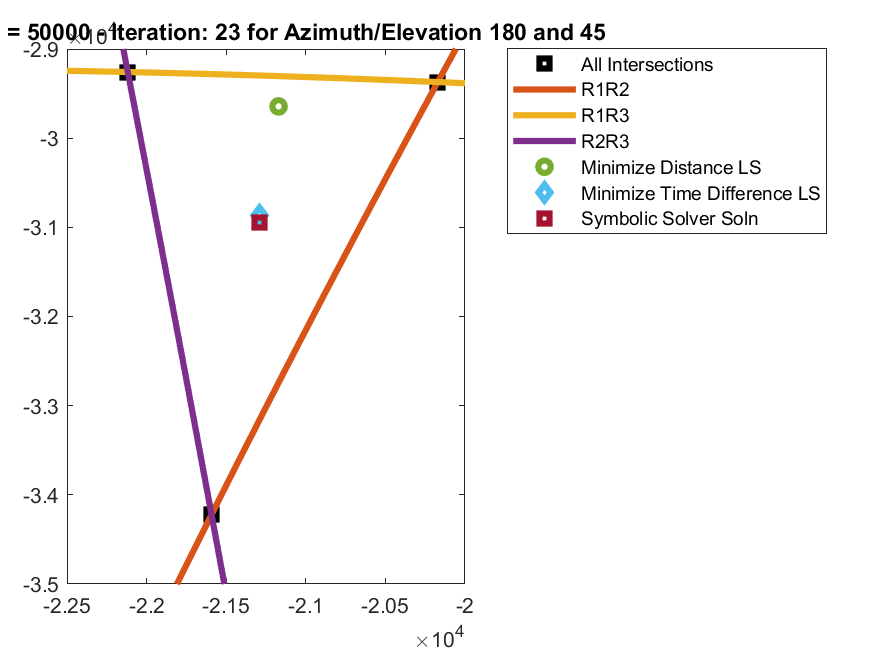 = 50000 - Iteration: 23 for Azimuth/Elevation 180 and 45
×10⁴
-2.9
-3
-3.1
-3.2
-3.3
-3.4
-3.5
-2.25 -2.2 -2.15 -2.1 -2.05 -2
×10⁴
All Intersections
R1R2
R1R3
R2R3
Minimize Distance LS
Minimize Time Difference LS
Symbolic Solver Soln